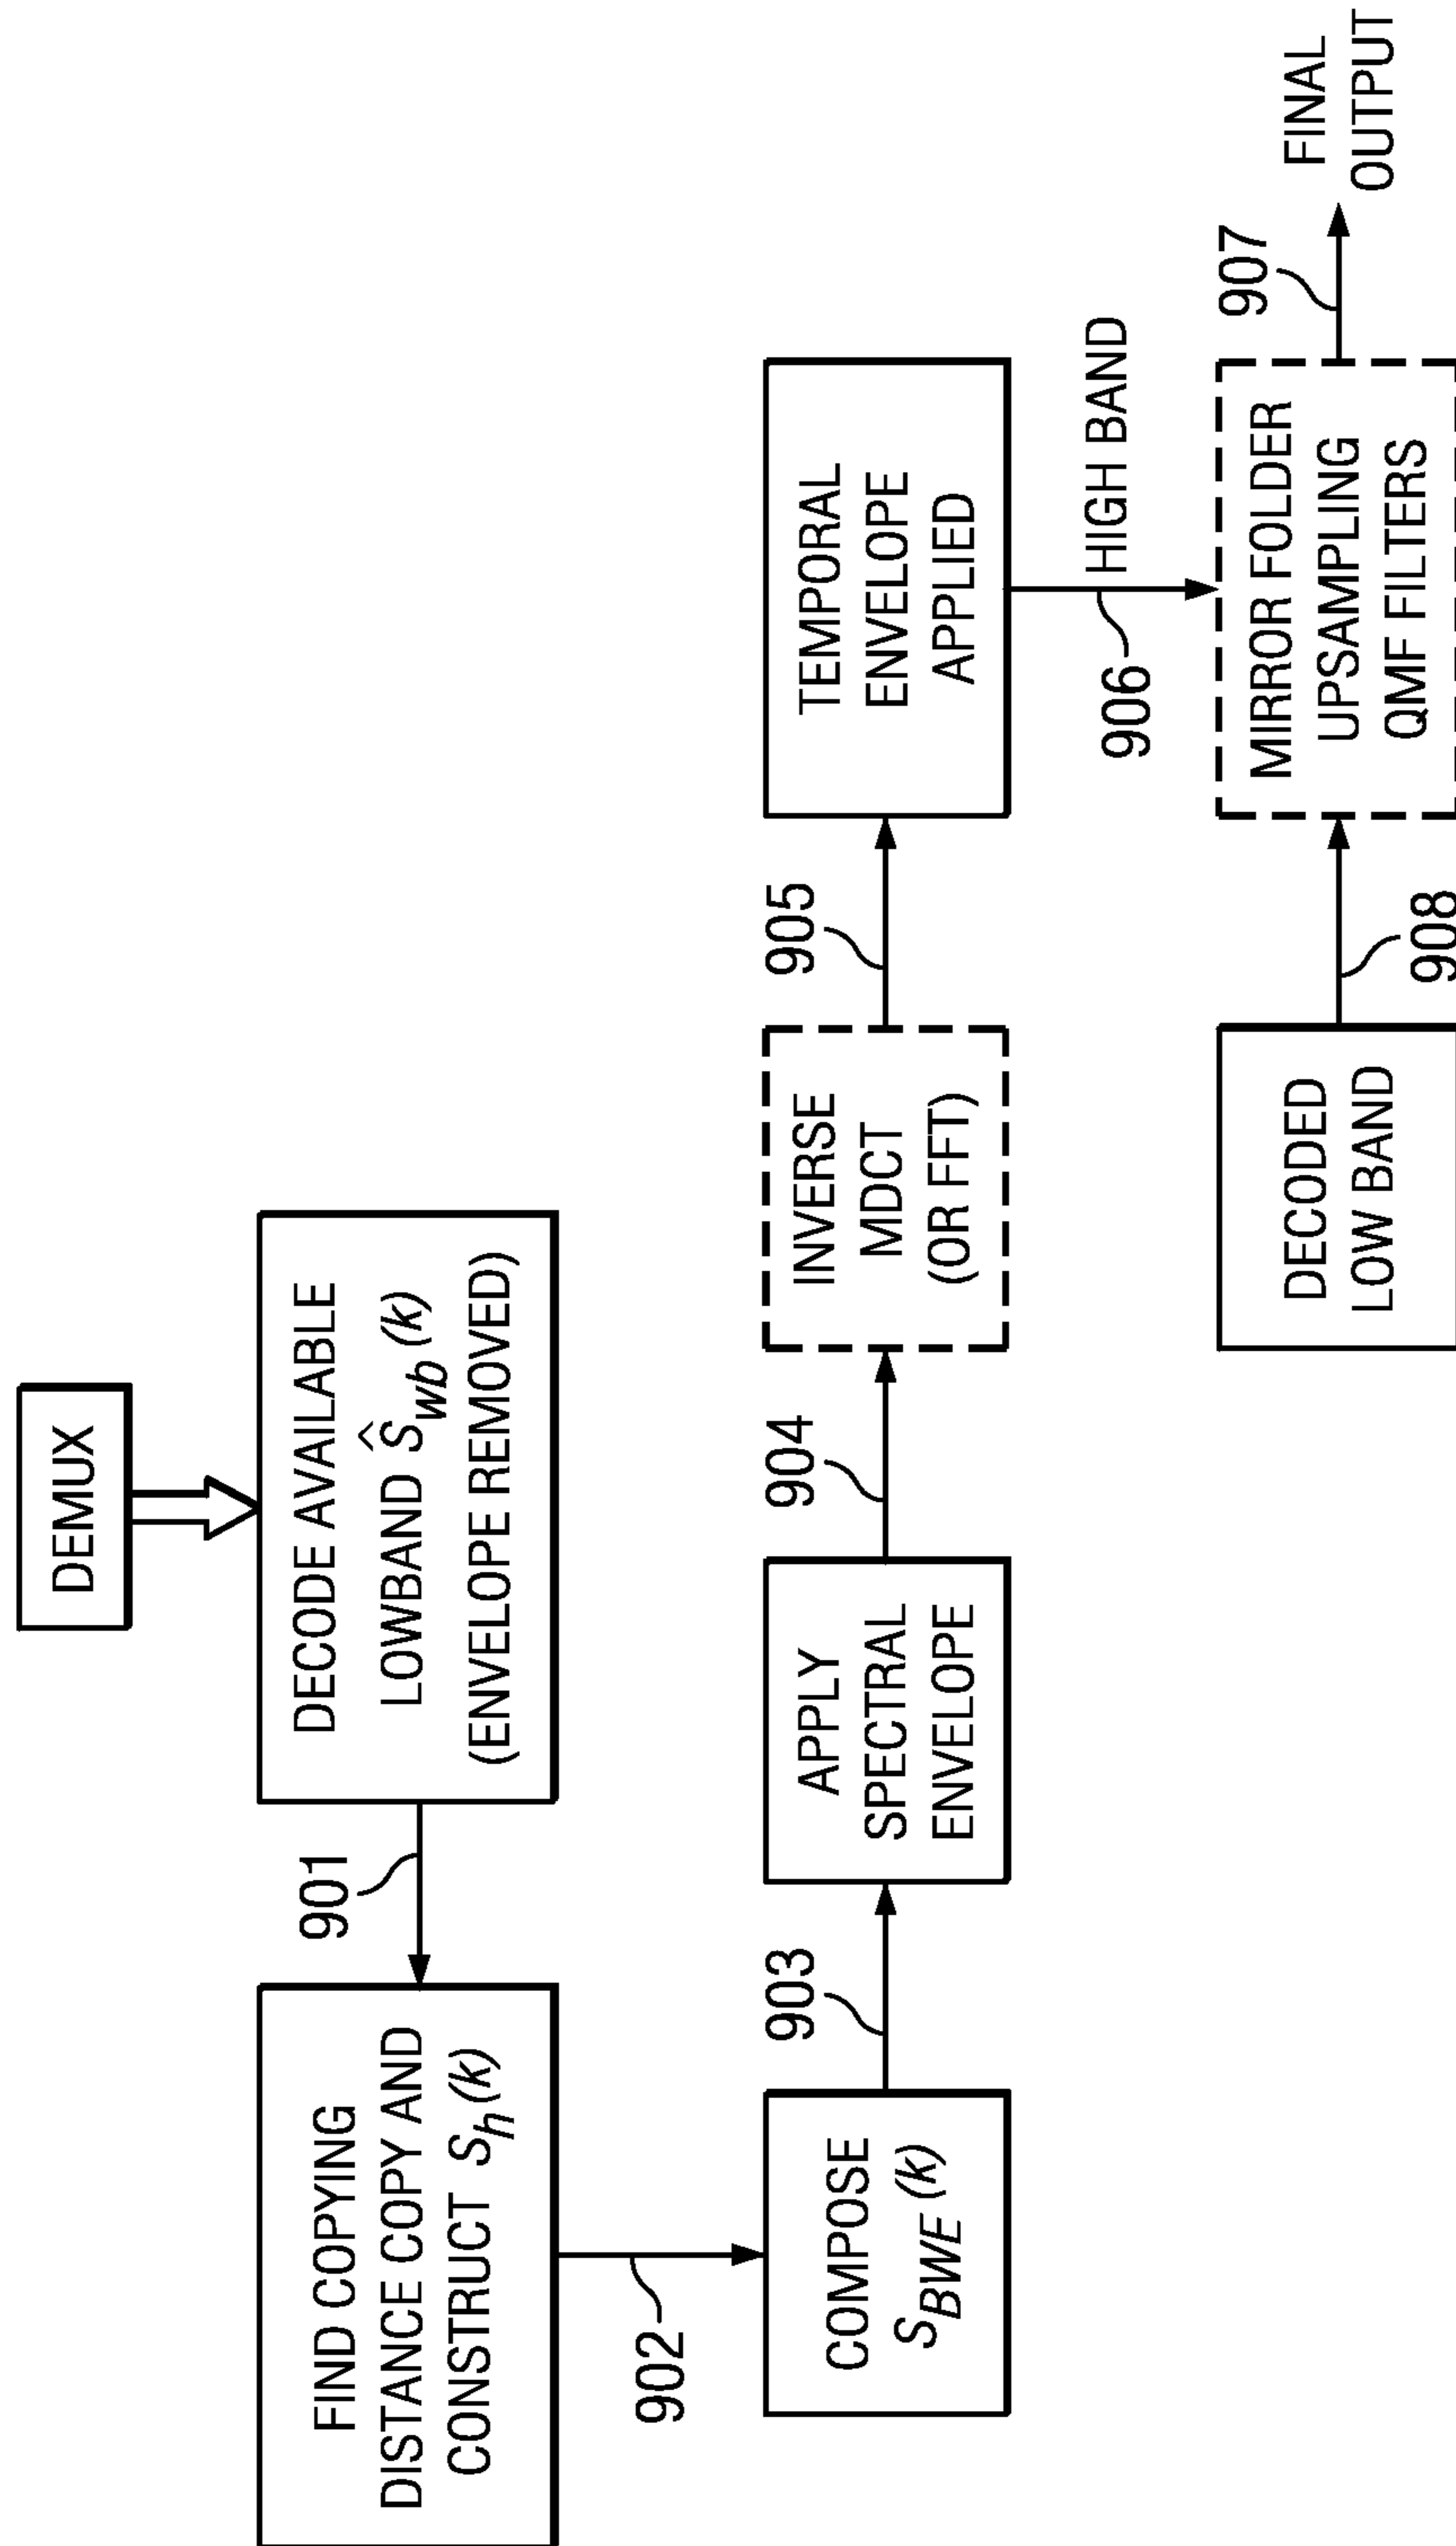 DEMUX
DECODE AVAILABLE
LOWBAND Ŝwb(k)
(ENVELOPE REMOVED)
901
FIND COPYING
DISTANCE COPY AND
CONSTRUCT Sh(k)
902
COMPOSE
SBWE(k)
903
APPLY
SPECTRAL
ENVELOPE
904
INVERSE
MDCT
(OR FFT)
905
TEMPORAL
ENVELOPE
APPLIED
906
HIGH BAND
DECODED
LOW BAND
908
MIRROR FOLDER
UPSAMPLING
QMF FILTERS
907
FINAL
OUTPUT